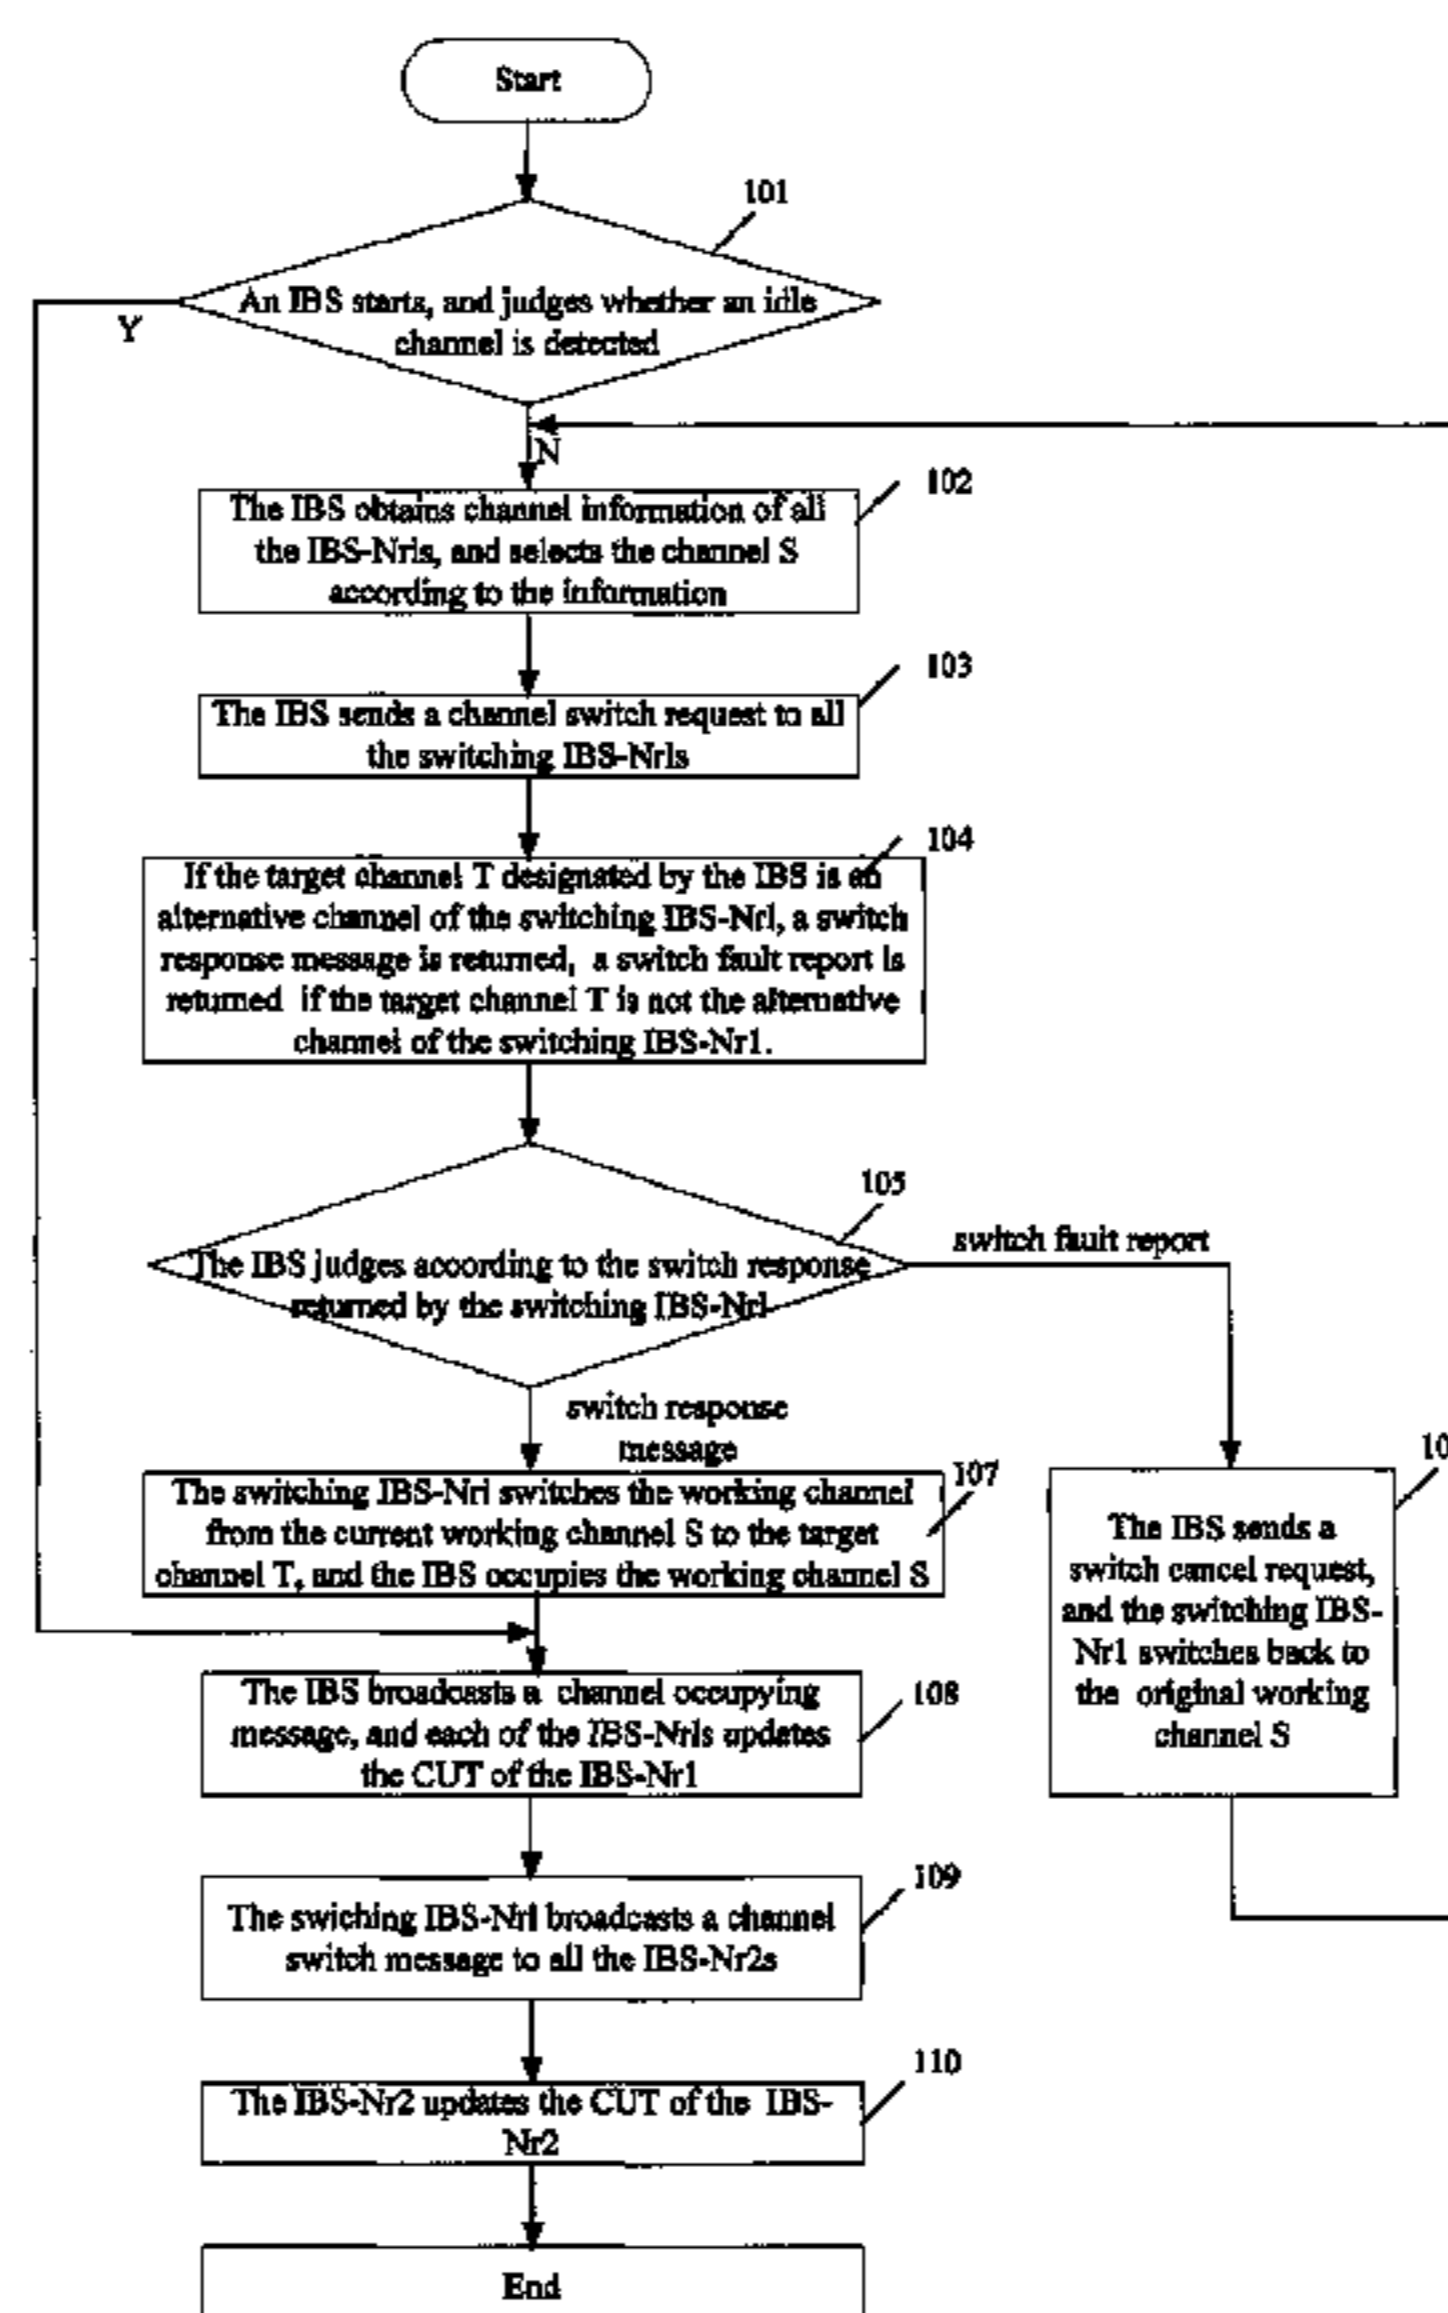 Start
101
An IBS starts, and judges whether an idle
channel is detected
Y
N
102
The IBS obtains channel information of all
the IBS-Nrls, and selects the channel S
according to the information
103
The IBS sends a channel switch request to all
the switching IBS-Nrls
104
If the target channel T designated by the IBS is an
alternative channel of the switching IBS-Nrl, a switch
response message is returned, a switch fault report is
returned if the target channel T is not the alternative
channel of the switching IBS-Nr1.
105
The IBS judges according to the switch response
returned by the switching IBS-Nrl
switch fault report
switch response
message
107
The switching IBS-Nrl switches the working channel
from the current working channel S to the target
channel T, and the IBS occupies the working channel S
10
The IBS sends a
switch cancel request,
and the switching IBS-
Nr1 switches back to
the original working
channel S
108
The IBS broadcasts a channel occupying
message, and each of the IBS-Nrls updates
the CUT of the IBS-Nr1
109
The swiching IBS-Nrl broadcasts a channel
switch message to all the IBS-Nr2s
110
The IBS-Nr2 updates the CUT of the IBS-
Nr2
End